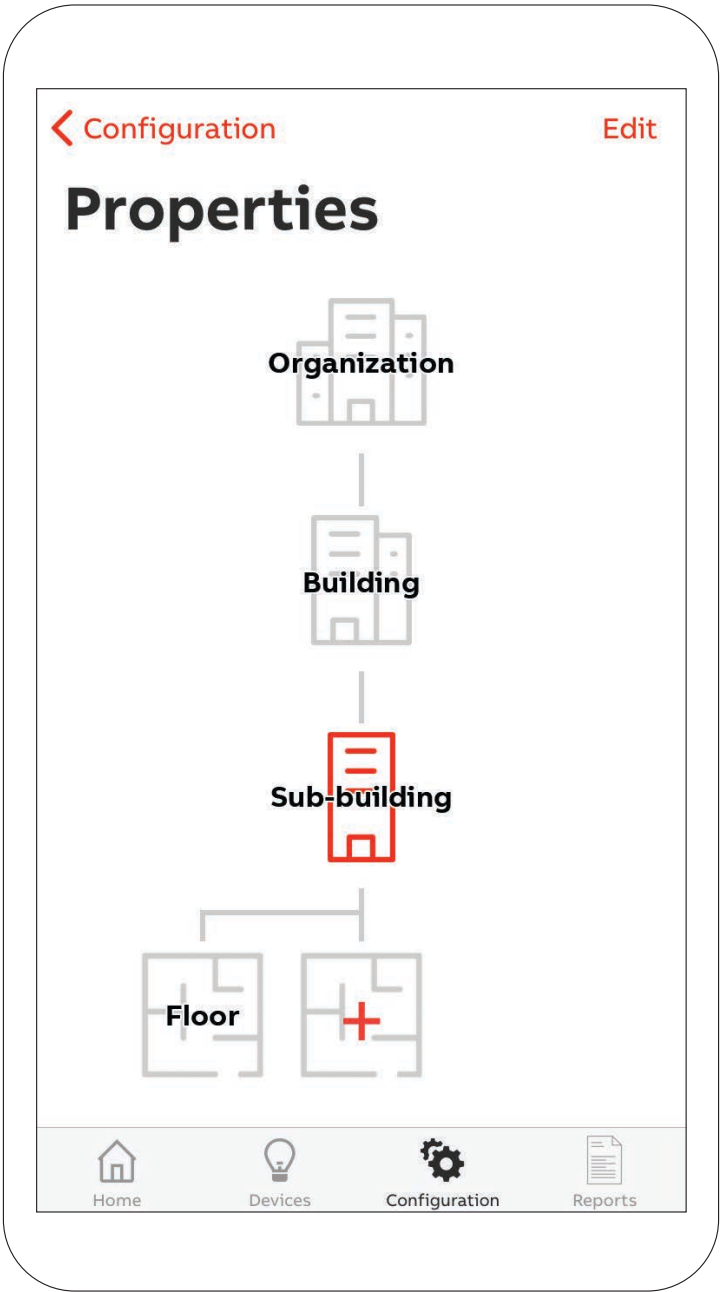 Configuration
Edit
Properties
Organization
Building
Sub-building
Floor
Home
Devices
Configuration
Reports